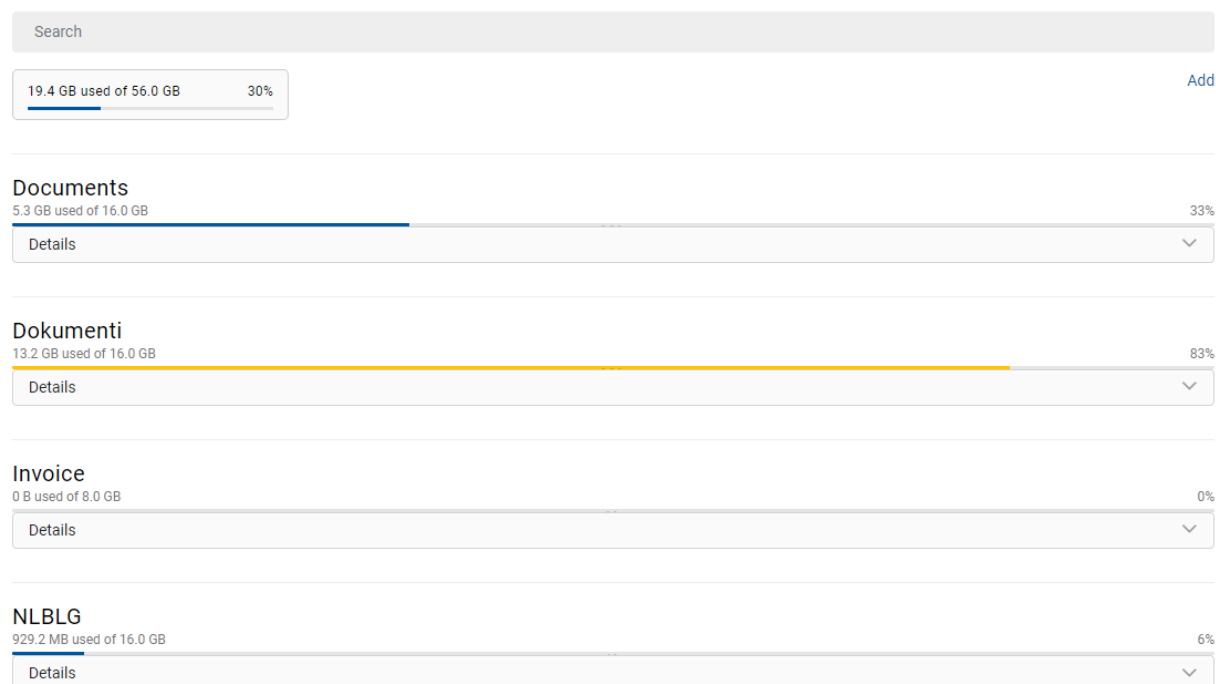 Search
19.4 GB used of 56.0 GB 30%
Add
Documents
5.3 GB used of 16.0 GB 33%
Details
Dokumenti
13.2 GB used of 16.0 GB 83%
Details
Invoice
0 B used of 8.0 GB 0%
Details
NLBLG
929.2 MB used of 16.0 GB 6%
Details